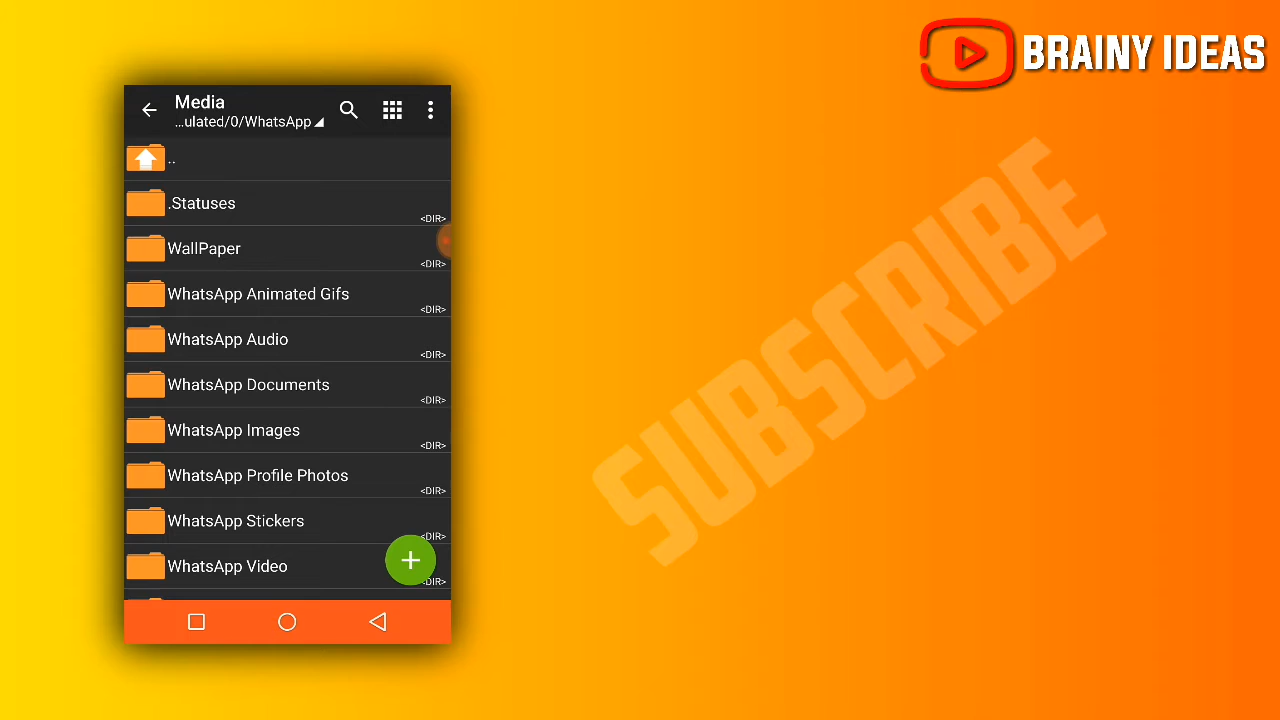 BRAINY IDEAS
Media
...ulated/0/WhatsApp
..
.Statuses
<DIR>
WallPaper
<DIR>
WhatsApp Animated Gifs
<DIR>
WhatsApp Audio
<DIR>
WhatsApp Documents
<DIR>
WhatsApp Images
<DIR>
WhatsApp Profile Photos
<DIR>
WhatsApp Stickers
<DIR>
WhatsApp Video
DIR>
SUBSCRIBE